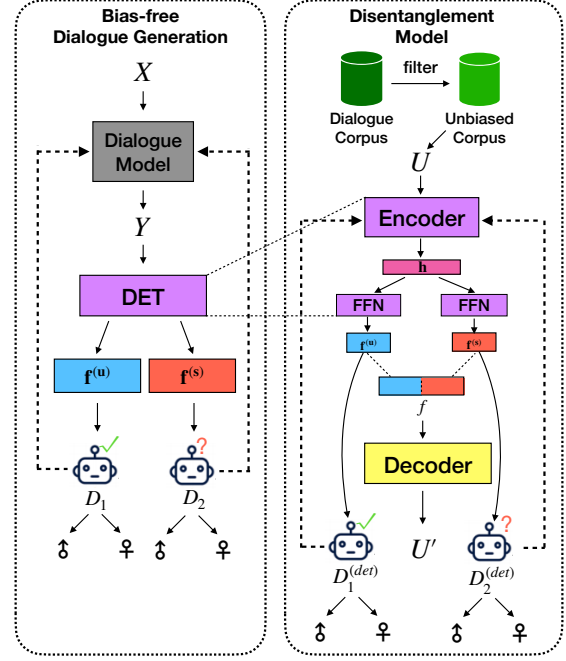 Bias-free
Dialogue Generation
X
Dialogue
Model
Y
DET
f(u)
f(s)
?
D1
D2
♂
♀
♂
♀
Disentanglement
Model
filter
Dialogue
Corpus
Unbiased
Corpus
U
Encoder
h
FFN
FFN
f(u)
f(s)
f
Decoder
?
U'
D1(det)
D2(det)
♂
♀
♂
♀